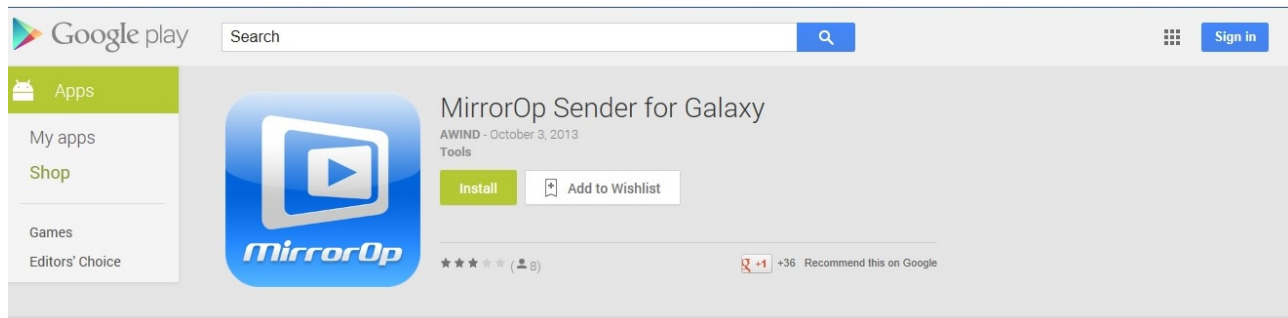 Google play
Search
Sign in
Apps
My apps
Shop
Games
Editors' Choice
MirrorOp
MirrorOp Sender for Galaxy
AWIND - October 3, 2013
Tools
Install
Add to Wishlist
(8)
g +1 +36 Recommend this on Google